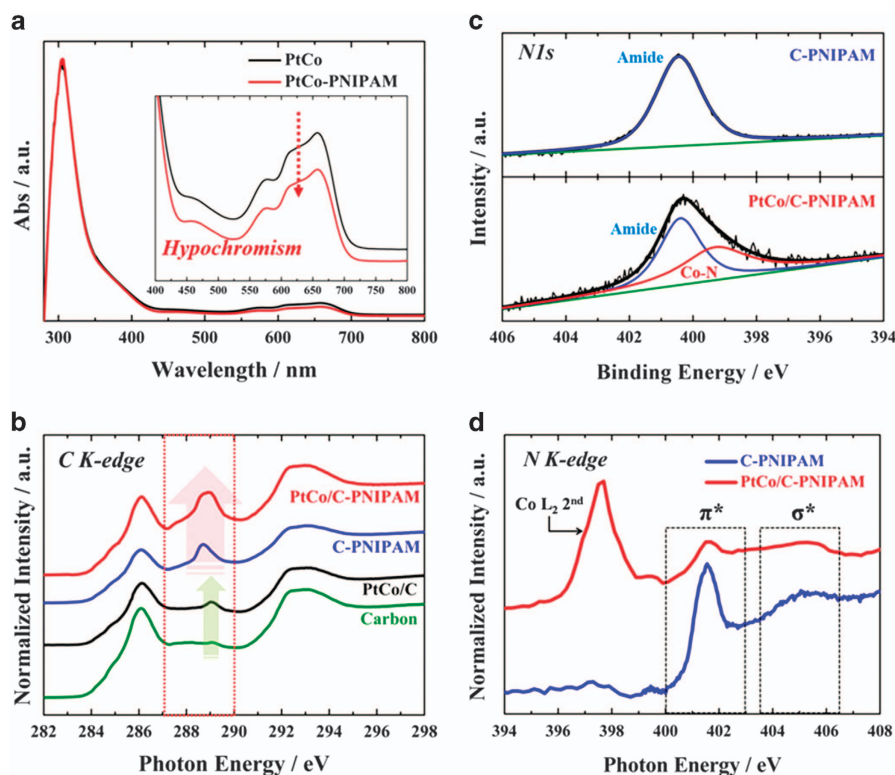 a
PtCo
PtCo-PNIPAM
Hypochromism
400 450 500 550 600 650 700 750 800
Abs / a.u.
300 400 500 600 700 800
Wavelength / nm
c
N1s
Amide
C-PNIPAM
Amide
PtCo/C-PNIPAM
Co-N
Intensity / a.u.
406 404 402 400 398 396 394
Binding Energy / eV
b
C K-edge
PtCo/C-PNIPAM
C-PNIPAM
PtCo/C
Carbon
Normalized Intensity / a.u.
282 284 286 288 290 292 294 296 298
Photon Energy / eV
d
N K-edge
C-PNIPAM
PtCo/C-PNIPAM
Co L₂ 2nd
π*
σ*
Normalized Intensity / a.u.
394 396 398 400 402 404 406 408
Photon Energy / eV